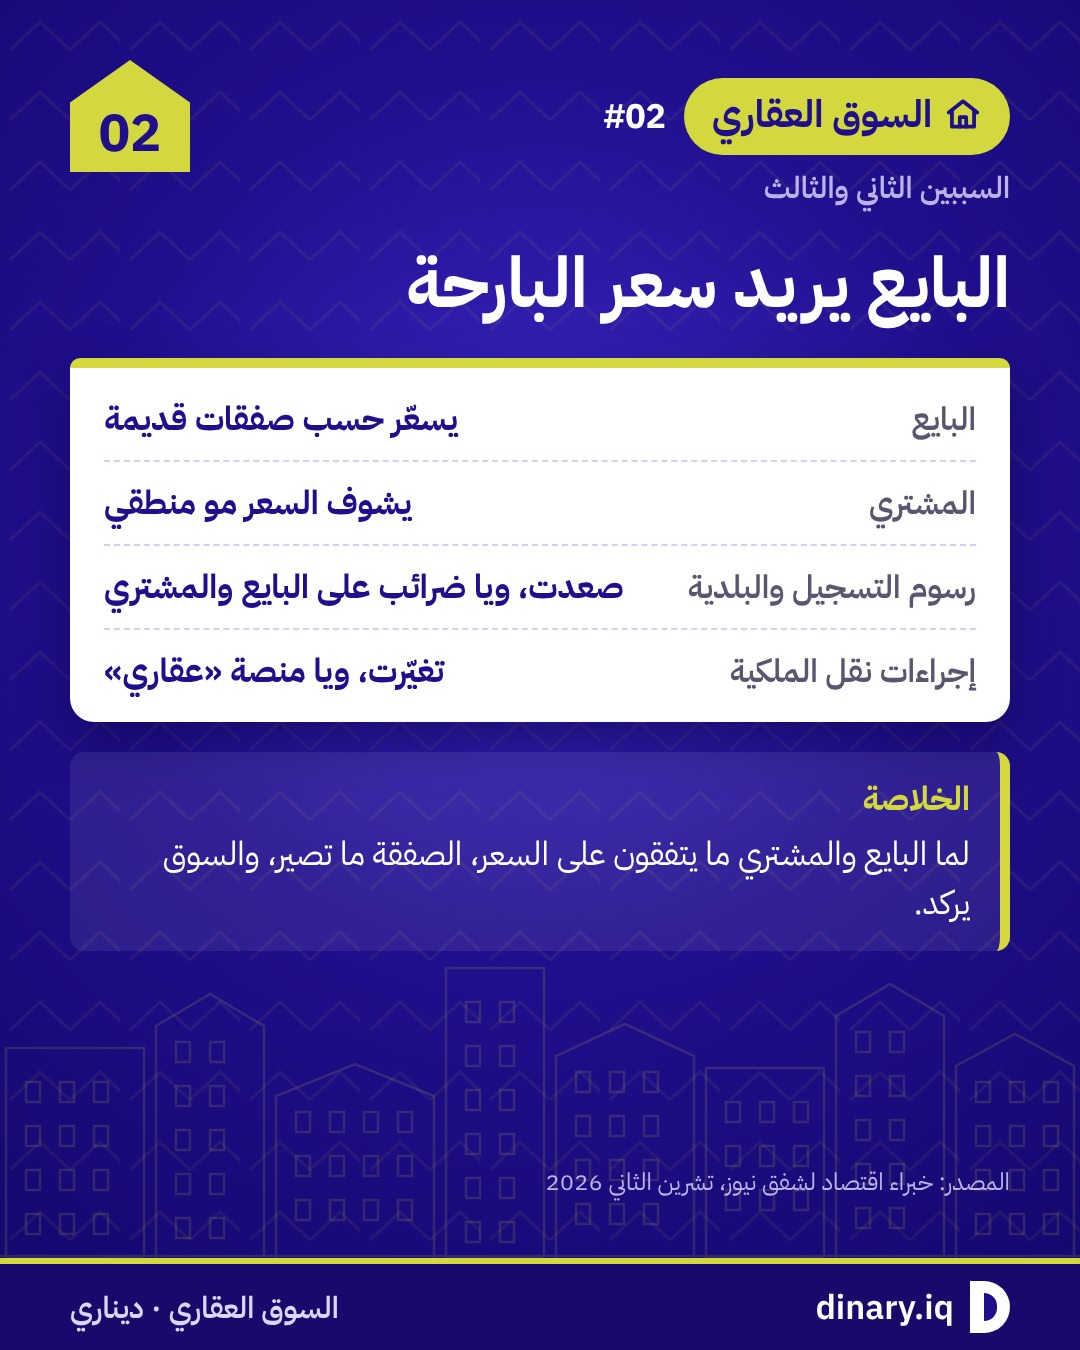 السوق العقاري #02
02
السببين الثاني والثالث
البايع يريد سعر البارحة
البايع يسعّر حسب صفقات قديمة
المشتري يشوف السعر مو منطقي
رسوم التسجيل والبلدية صعدت، ويا ضرائب على البايع والمشتري
إجراءات نقل الملكية تغيّرت، ويا منصة «عقاري»
الخلاصة
لما البايع والمشتري ما يتفقون على السعر، الصفقة ما تصير، والسوق
يركد.
المصدر: خبراء اقتصاد لشفق نيوز، تشرين الثاني 2026
dinary.iq
السوق العقاري · ديناري